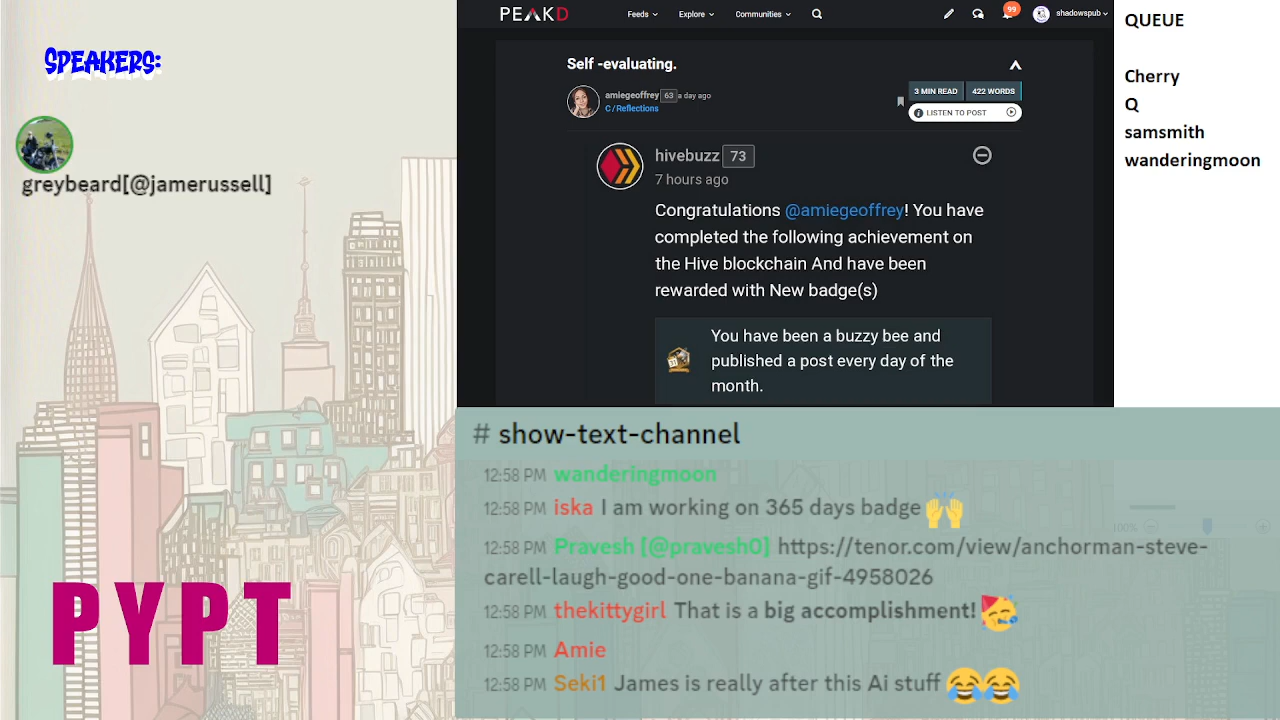 SPEAKERS:
greybeard[@jamerussell]
PYPT
PEAKD
Feeds
Explore
Communities
99
shadowspub
Self -evaluating.
amiegeoffrey 63 a day ago
C / Reflections
3 MIN READ
422 WORDS
LISTEN TO POST
hivebuzz 73
7 hours ago
Congratulations @amiegeoffrey! You have
completed the following achievement on
the Hive blockchain And have been
rewarded with New badge(s)
You have been a buzzy bee and
published a post every day of the
month.
QUEUE
Cherry
Q
samsmith
wanderingmoon
# show-text-channel
12:58 PM wanderingmoon
12:58 PM iska I am working on 365 days badge 🙌
12:58 PM Pravesh [@pravesh0] https://tenor.com/view/anchorman-steve-
carell-laugh-good-one-banana-gif-4958026
12:58 PM thekittygirl That is a big accomplishment! 🥳
12:58 PM Amie
12:58 PM Seki1 James is really after this Ai stuff 😂😂
100%